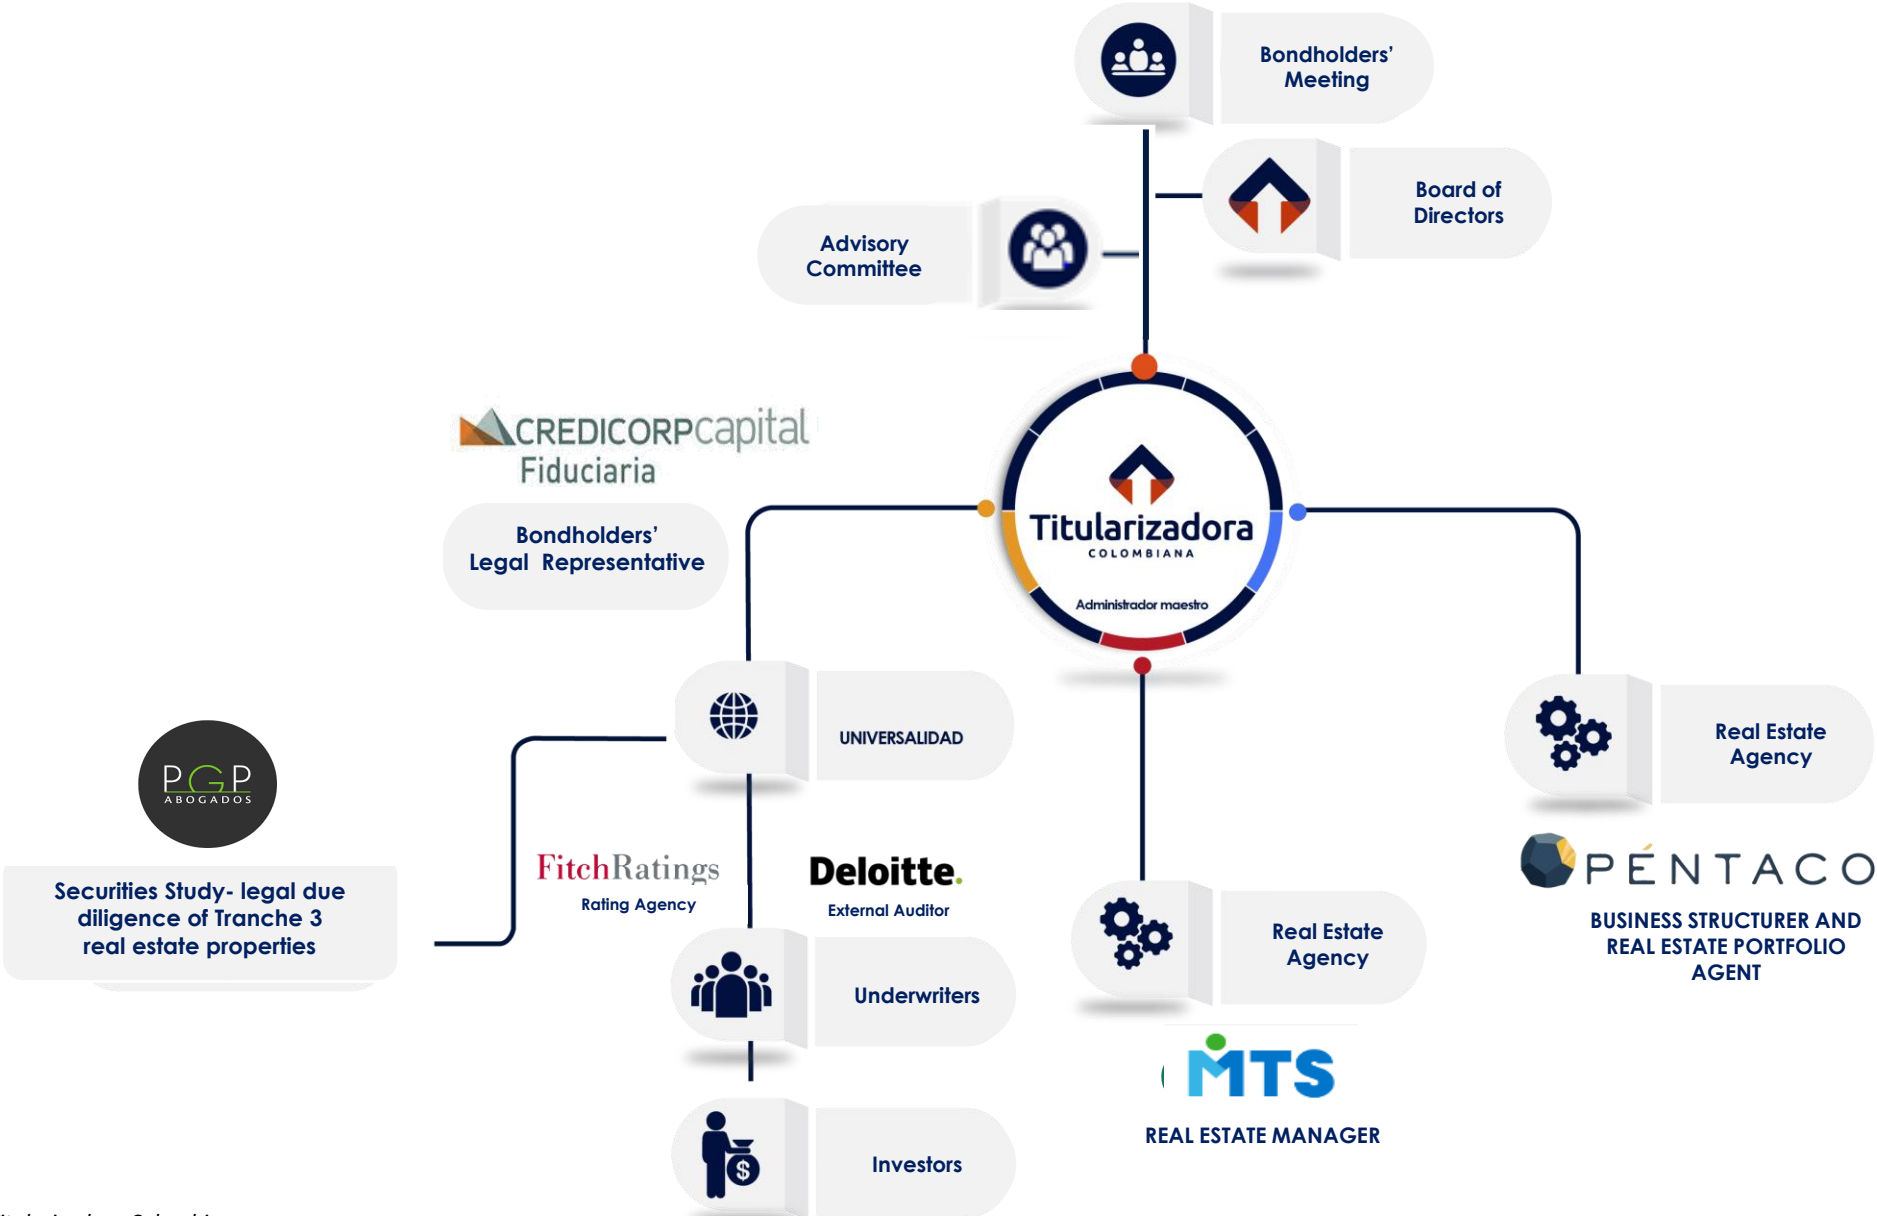 Bondholders’
Meeting
Board of
Directors
Advisory
Committee
CREDICORPcapital
Fiduciaria
Bondholders’
Legal Representative
Titularizadora
COLOMBIANA
Administrador maestro
UNIVERSALIDAD
Real Estate
Agency
PGP
ABOGADOS
Securities Study- legal due
diligence of Tranche 3
real estate properties
FitchRatings
Rating Agency
Deloitte.
External Auditor
PÉNTACO
BUSINESS STRUCTURER AND
REAL ESTATE PORTFOLIO
AGENT
Real Estate
Agency
Underwriters
MTS
REAL ESTATE MANAGER
Investors